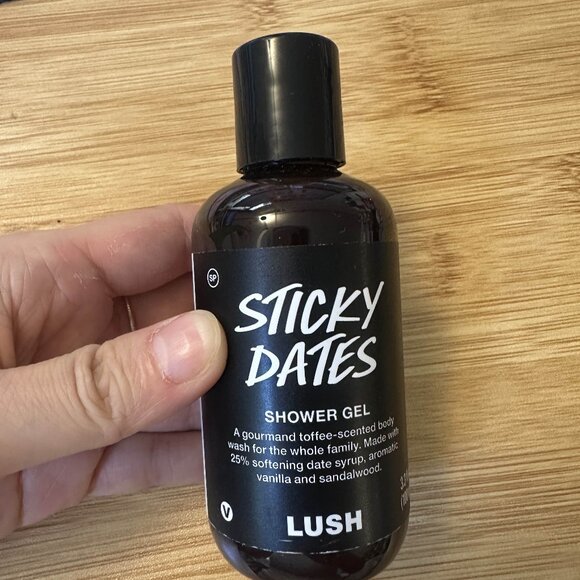 SP
STICKY
DATES
SHOWER GEL
A gourmand toffee-scented body
wash for the whole family. Made with
25% softening date syrup, aromatic
vanilla and sandalwood.
V
LUSH